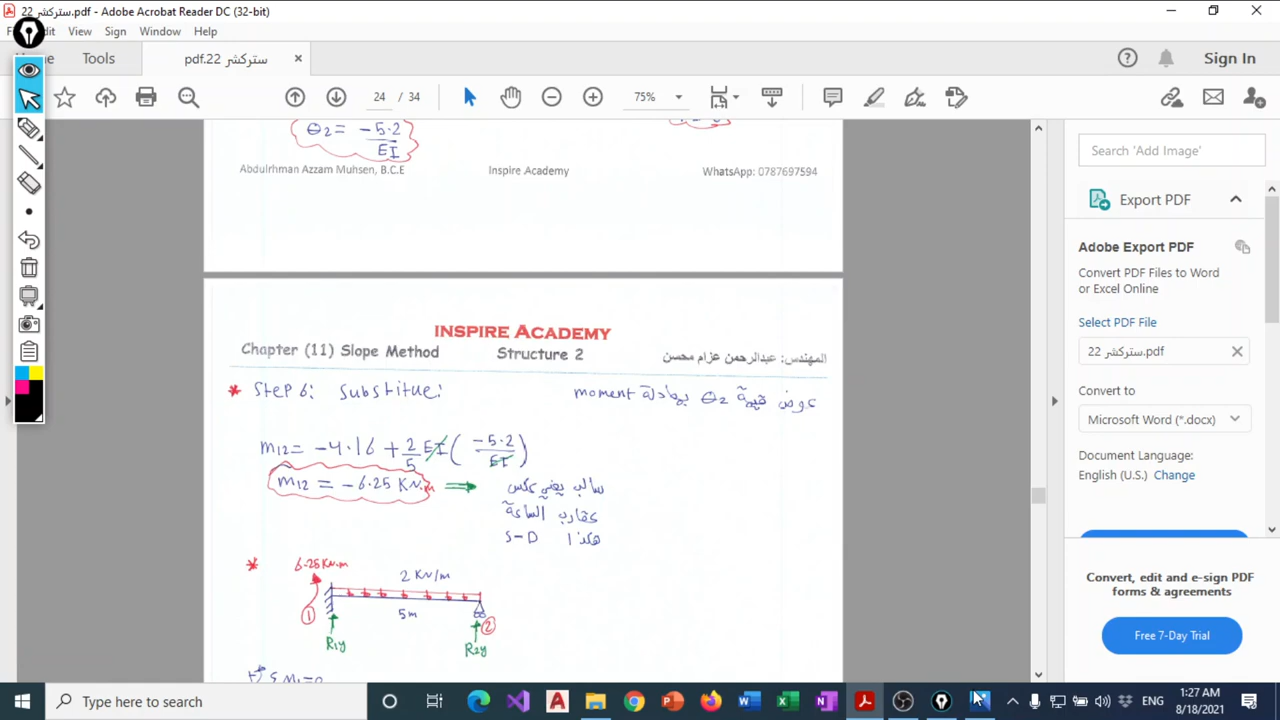 ستركشر 22.pdf - Adobe Acrobat Reader DC (32-bit)
View Sign Window Help
Tools
ستركشر 22.pdf
Sign In
24 / 34
75%
θ2 = -5.2
EI
Abdulrhman Azzam Muhsen, B.C.E Inspire Academy WhatsApp: 0787697594
INSPIRE ACADEMY
Chapter (11) Slope Method Structure 2 المهندس: عبدالرحمن عزام محسن
* Step 6: Substitue:
عوض قيمة θ2 بمعادلة moment
m12 = -4.16 + 2/5 EI ( -5.2/EI )
m12 = -6.25 KN.m
سالب يعني عكس
عقارب الساعة
هكذا S-D
*
6.25 KN.m
2 KN/m
1
5m
2
R1y
R2y
Search 'Add Image'
Export PDF
Adobe Export PDF
Convert PDF Files to Word
or Excel Online
Select PDF File
ستركشر 22.pdf
Convert to
Microsoft Word (*.docx)
Document Language:
English (U.S.) Change
Convert, edit and e-sign PDF
forms & agreements
Free 7-Day Trial
Type here to search
ENG
1:27 AM
8/18/2021